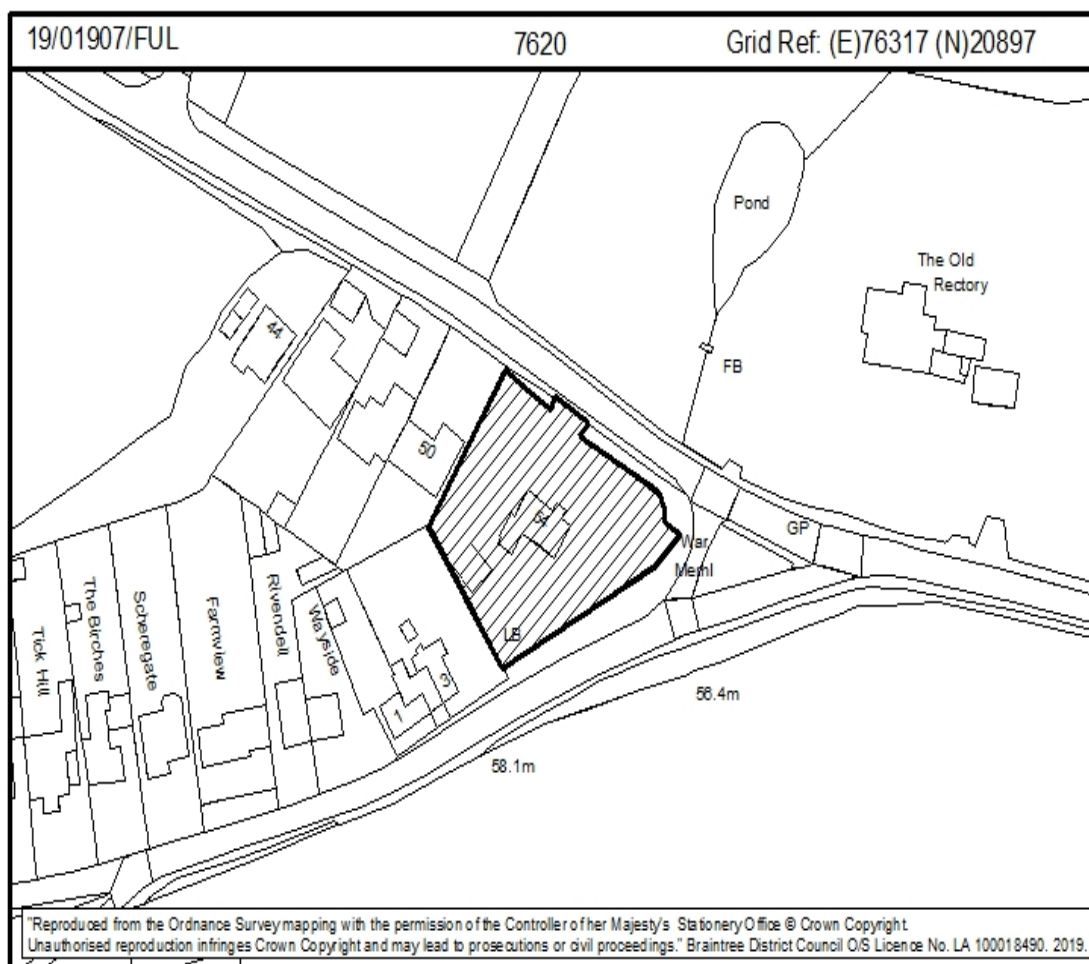 19/01907/FUL 7620 Grid Ref: (E)76317 (N)20897
Pond
The Old
Rectory
FB
44
50
54
War
Meml
GP
LB
Tick Hill
The Birches
Scheregate
Farmview
Rivendell
Wayside
1
3
56.4m
58.1m
"Reproduced from the Ordnance Survey mapping with the permission of the Controller of her Majesty's Stationery Office © Crown Copyright.
Unauthorised reproduction infringes Crown Copyright and may lead to prosecutions or civil proceedings." Braintree District Council O/S Licence No. LA 100018490. 2019.